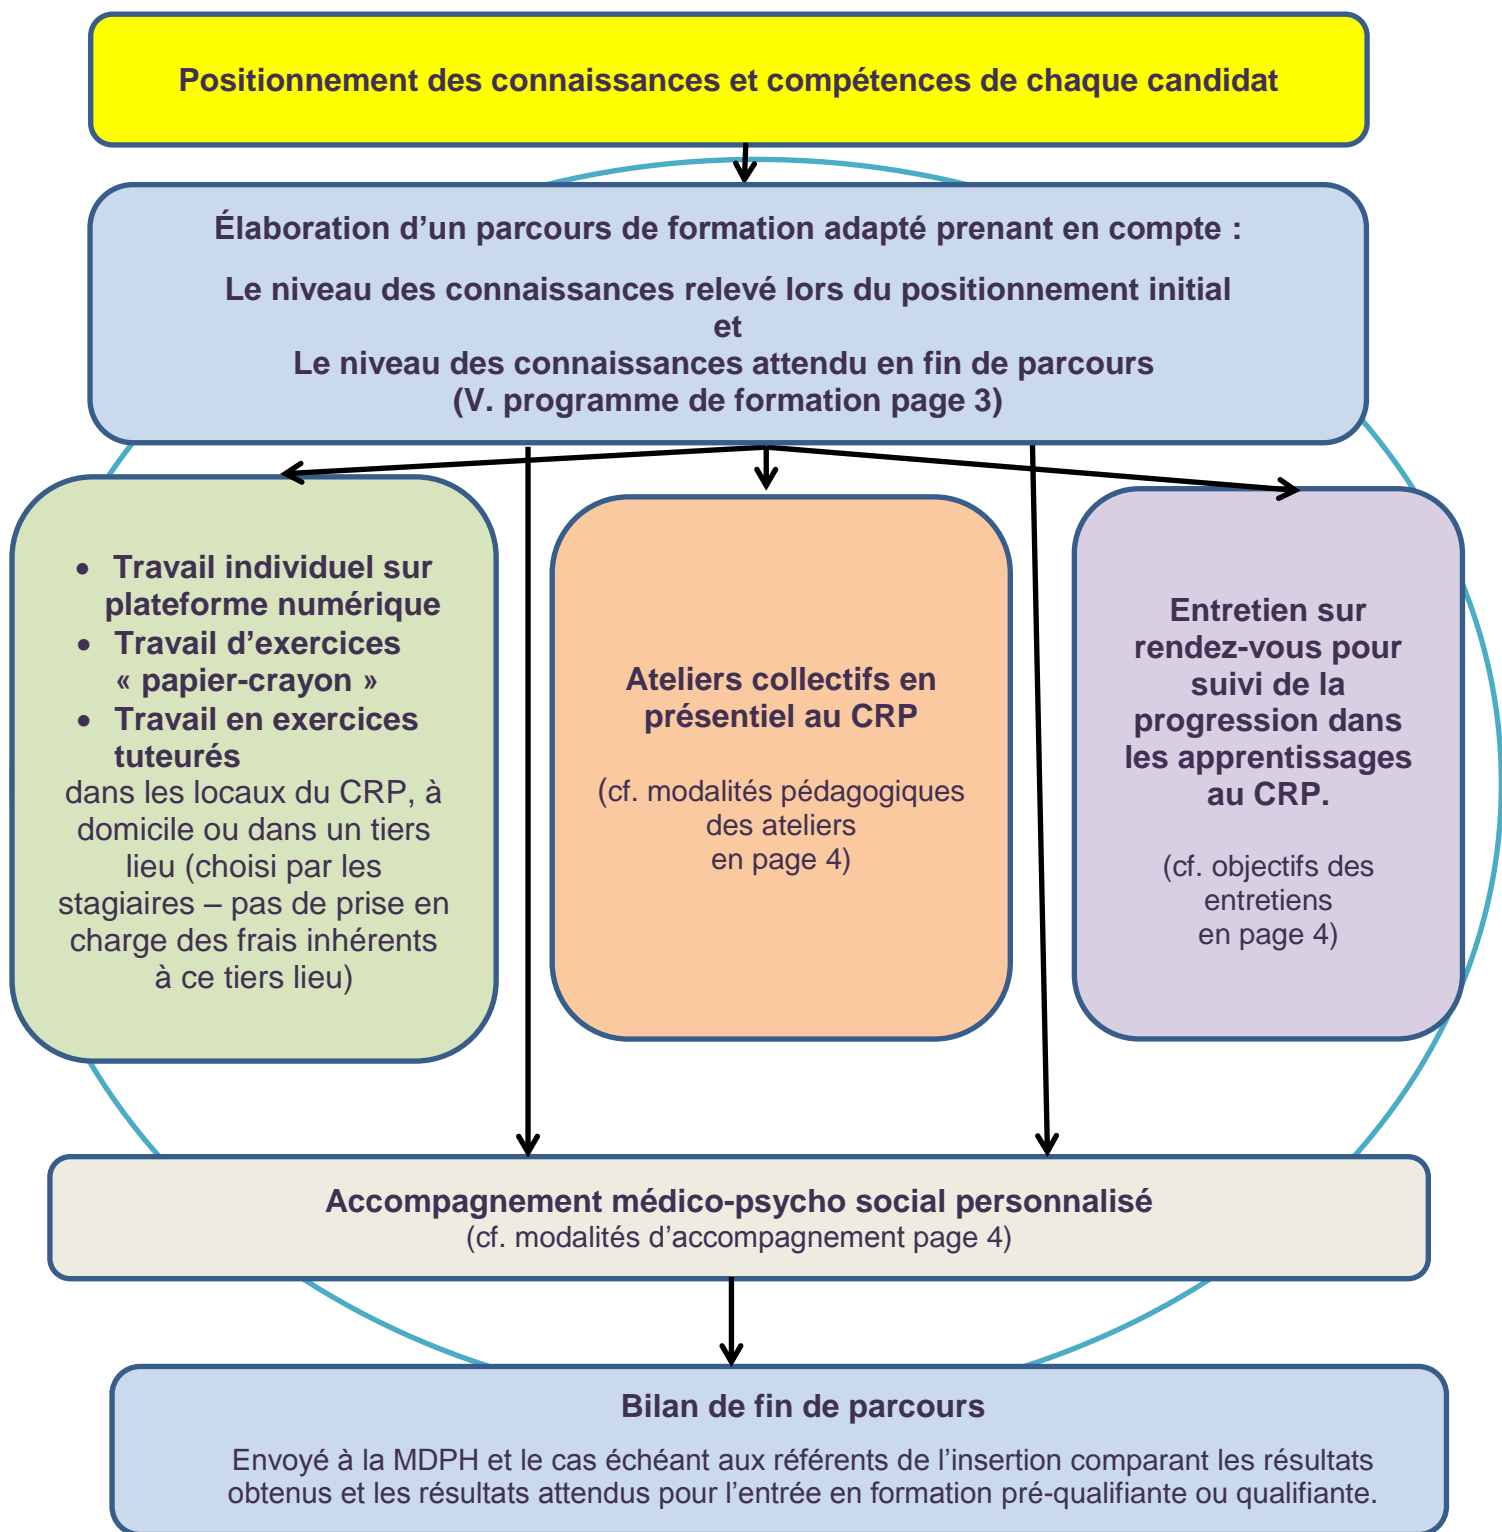 Positionnement des connaissances et compétences de chaque candidat
Élaboration d’un parcours de formation adapté prenant en compte :
Le niveau des connaissances relevé lors du positionnement initial
et
Le niveau des connaissances attendu en fin de parcours
(V. programme de formation page 3)
• Travail individuel sur
plateforme numérique
• Travail d’exercices
« papier-crayon »
• Travail en exercices
tuteurés
dans les locaux du CRP, à
domicile ou dans un tiers
lieu (choisi par les
stagiaires – pas de prise en
charge des frais inhérents
à ce tiers lieu)
Ateliers collectifs en
présentiel au CRP
(cf. modalités pédagogiques
des ateliers
en page 4)
Entretien sur
rendez-vous pour
suivi de la
progression dans
les apprentissages
au CRP.
(cf. objectifs des
entretiens
en page 4)
Accompagnement médico-psycho social personnalisé
(cf. modalités d’accompagnement page 4)
Bilan de fin de parcours
Envoyé à la MDPH et le cas échéant aux référents de l’insertion comparant les résultats
obtenus et les résultats attendus pour l’entrée en formation pré-qualifiante ou qualifiante.